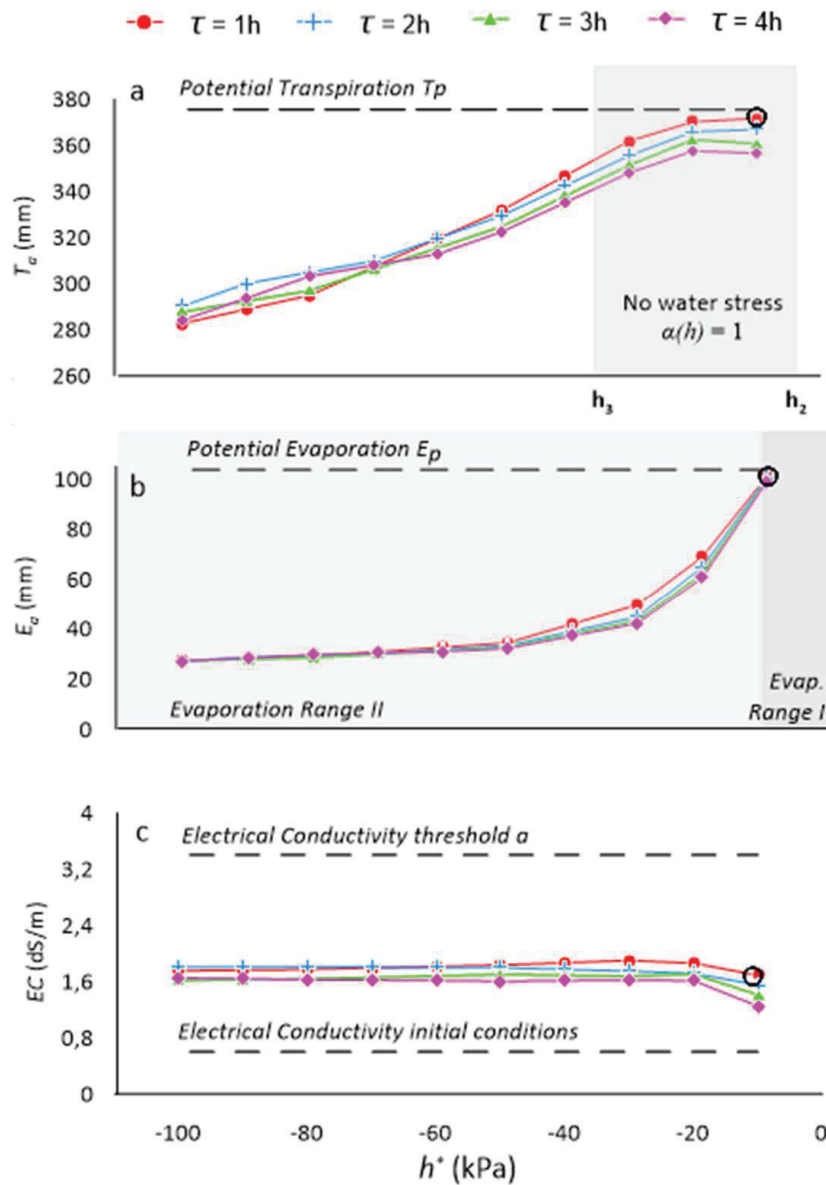 τ = 1h τ = 2h τ = 3h τ = 4h
a
Potential Transpiration Tp
380
360
340
320
300
280
260
Ta (mm)
No water stress
α(h) = 1
h3 h2
b
Potential Evaporation Ep
100
80
60
40
20
0
Ea (mm)
Evaporation Range II
Evap.
Range I
c
4
3,2
2,4
1,6
0,8
0
EC (dS/m)
Electrical Conductivity threshold a
Electrical Conductivity initial conditions
-100 -80 -60 -40 -20 0
h* (kPa)